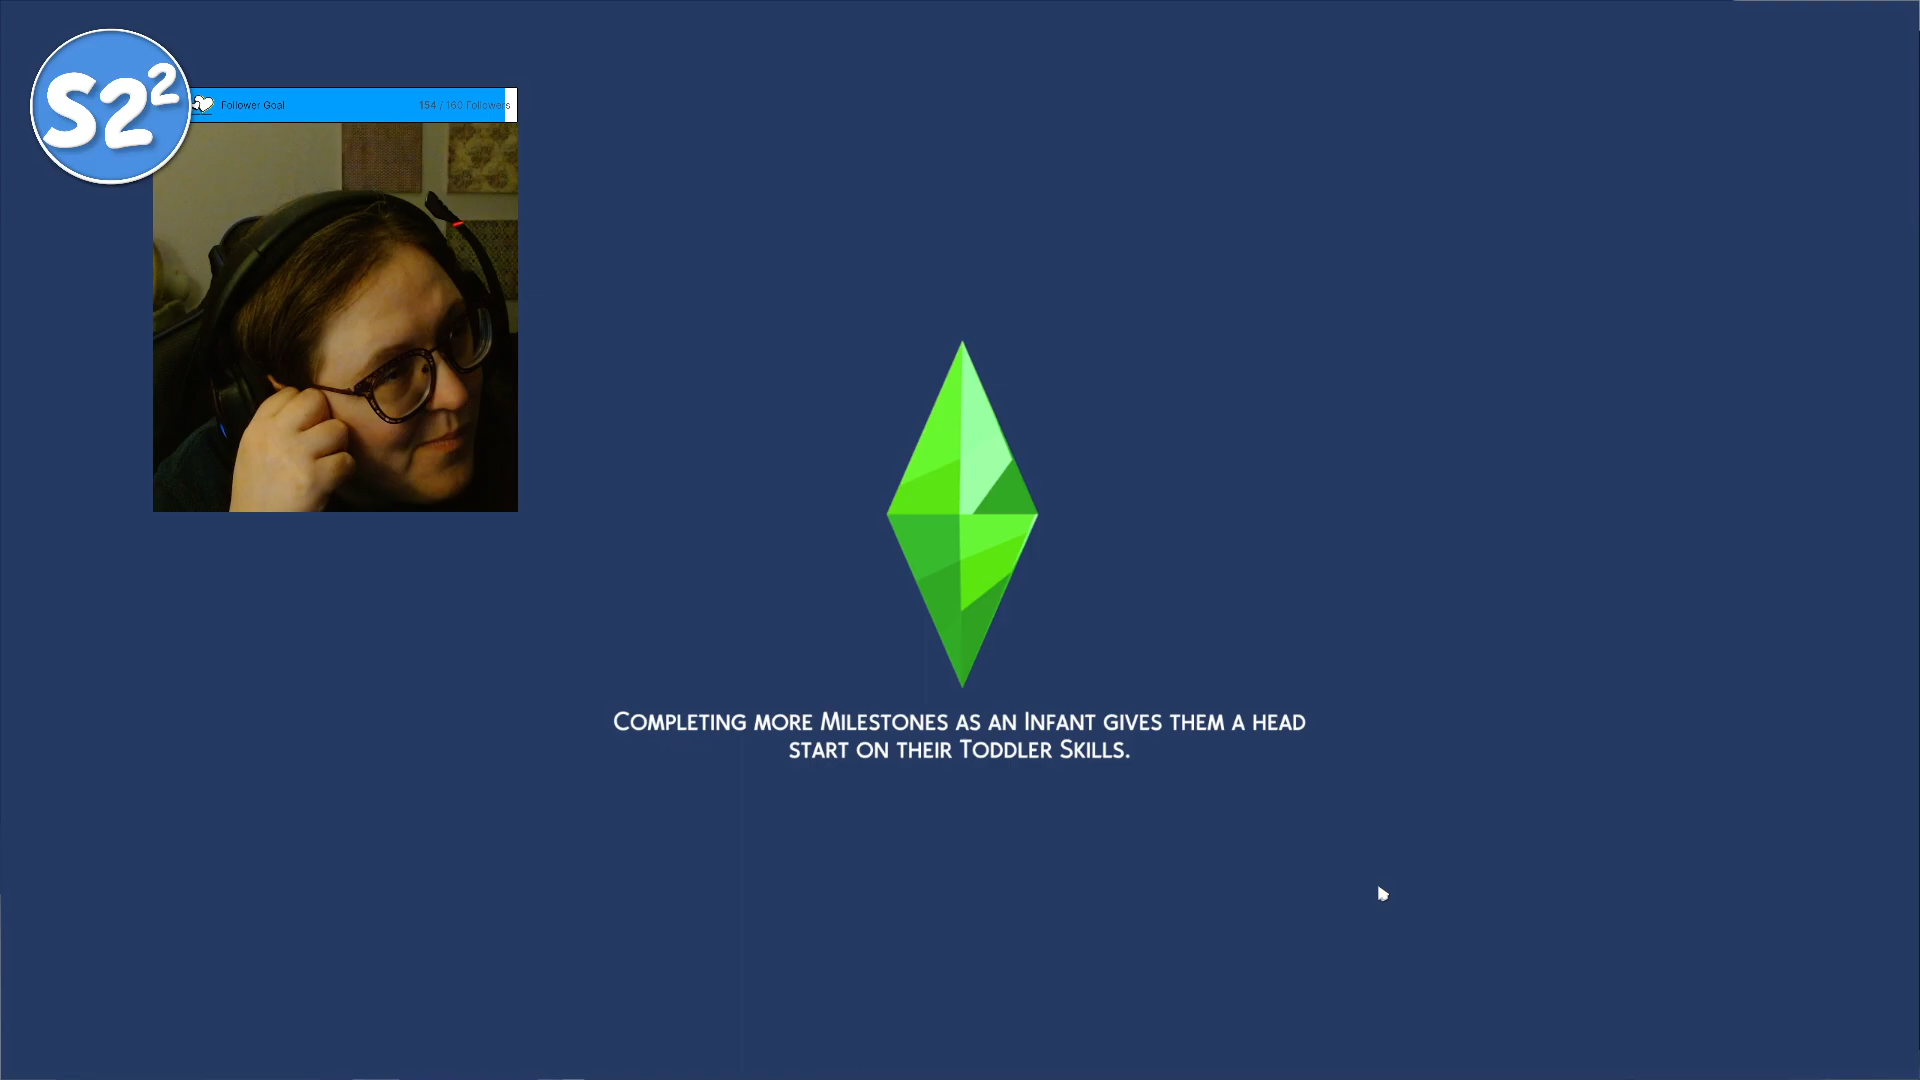 S2²
Follower Goal
154 / 160 Followers
COMPLETING MORE MILESTONES AS AN INFANT GIVES THEM A HEAD
START ON THEIR TODDLER SKILLS.